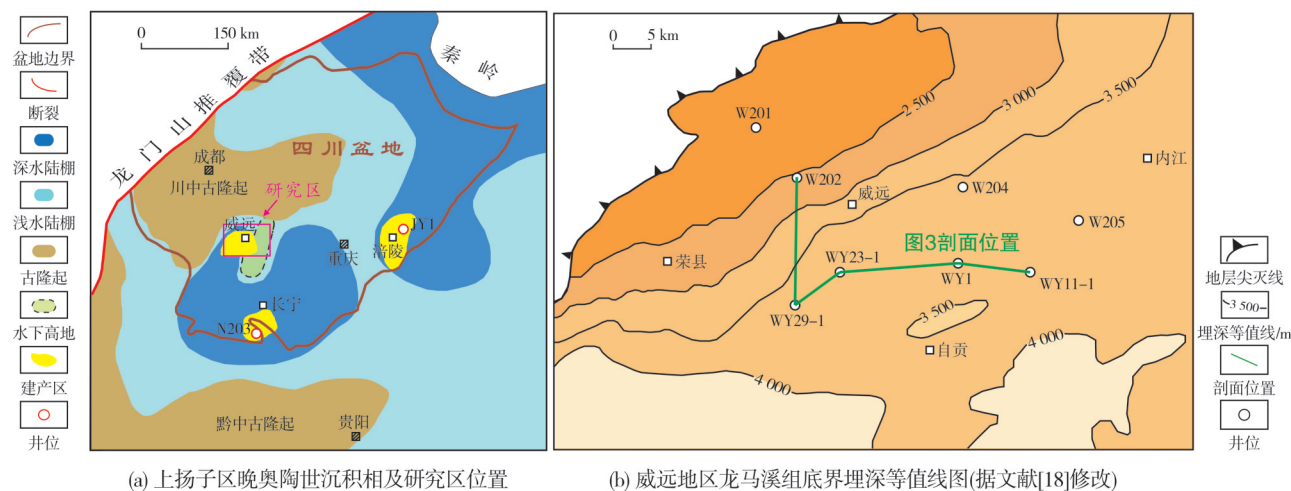 盆地边界
断裂
深水陆棚
浅水陆棚
古隆起
水下高地
建产区
井位
0 150 km
秦岭
龙门山推覆带
四川盆地
成都
川中古隆起
研究区
威远
JY1
涪陵
重庆
长宁
N203
黔中古隆起
贵阳
(a) 上扬子区晚奥陶世沉积相及研究区位置
0 5 km
W201
2 500
3 000
3 500
内江
W202
威远
W204
W205
图3剖面位置
荣县
WY23-1
WY1
WY11-1
WY29-1
3 500
自贡
4 000
4 000
地层尖灭线
3 500
埋深等值线/m
剖面位置
井位
(b) 威远地区龙马溪组底界埋深等值线图(据文献[18]修改)